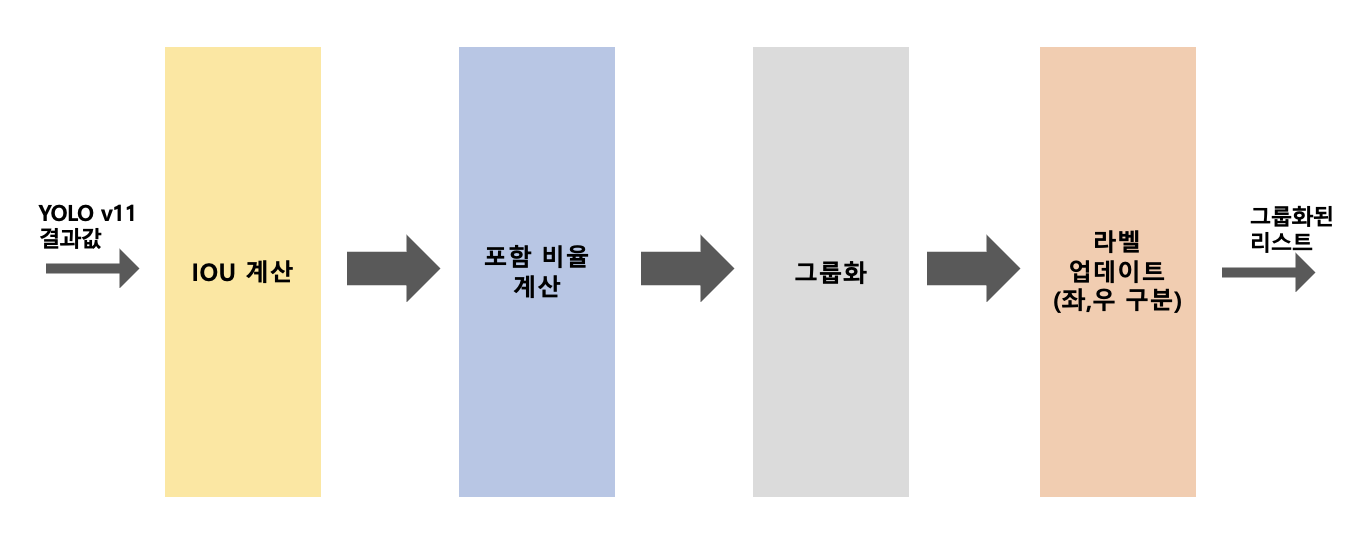 YOLO v11
결과값
IOU 계산
포함 비율
계산
그룹화
라벨
업데이트
(좌,우 구분)
그룹화된
리스트